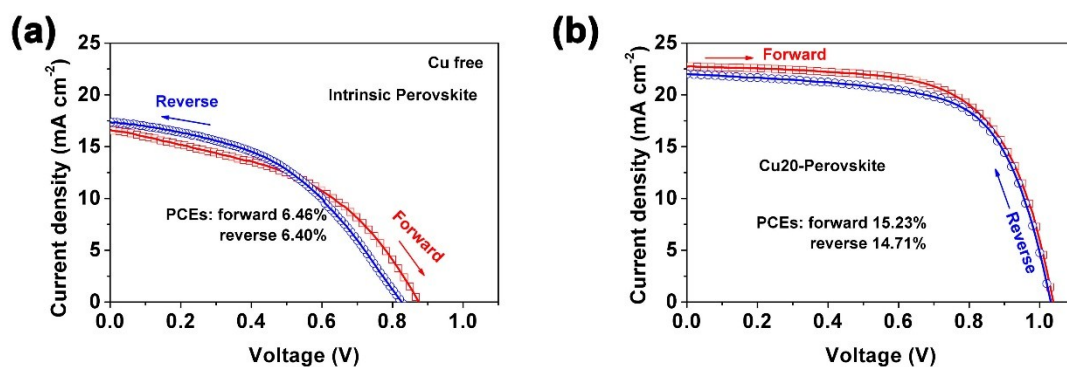 (a)
25
20
15
10
5
0
Current density (mA cm⁻²)
Cu free
Intrinsic Perovskite
Reverse
PCEs: forward 6.46%
reverse 6.40%
Forward
0.0 0.2 0.4 0.6 0.8 1.0
Voltage (V)
(b)
25
20
15
10
5
0
Current density (mA cm⁻²)
Forward
Cu20-Perovskite
PCEs: forward 15.23%
reverse 14.71%
Reverse
0.0 0.2 0.4 0.6 0.8 1.0
Voltage (V)